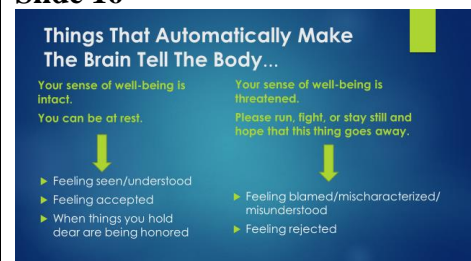 Slide 10
Things That Automatically Make
The Brain Tell The Body...
Your sense of well-being is
intact.
You can be at rest.
Feeling seen/understood
Feeling accepted
When things you hold
dear are being honored
Your sense of well-being is
threatened.
Please run, fight, or stay still and
hope that this thing goes away.
Feeling blamed/mischaracterized/
misunderstood
Feeling rejected